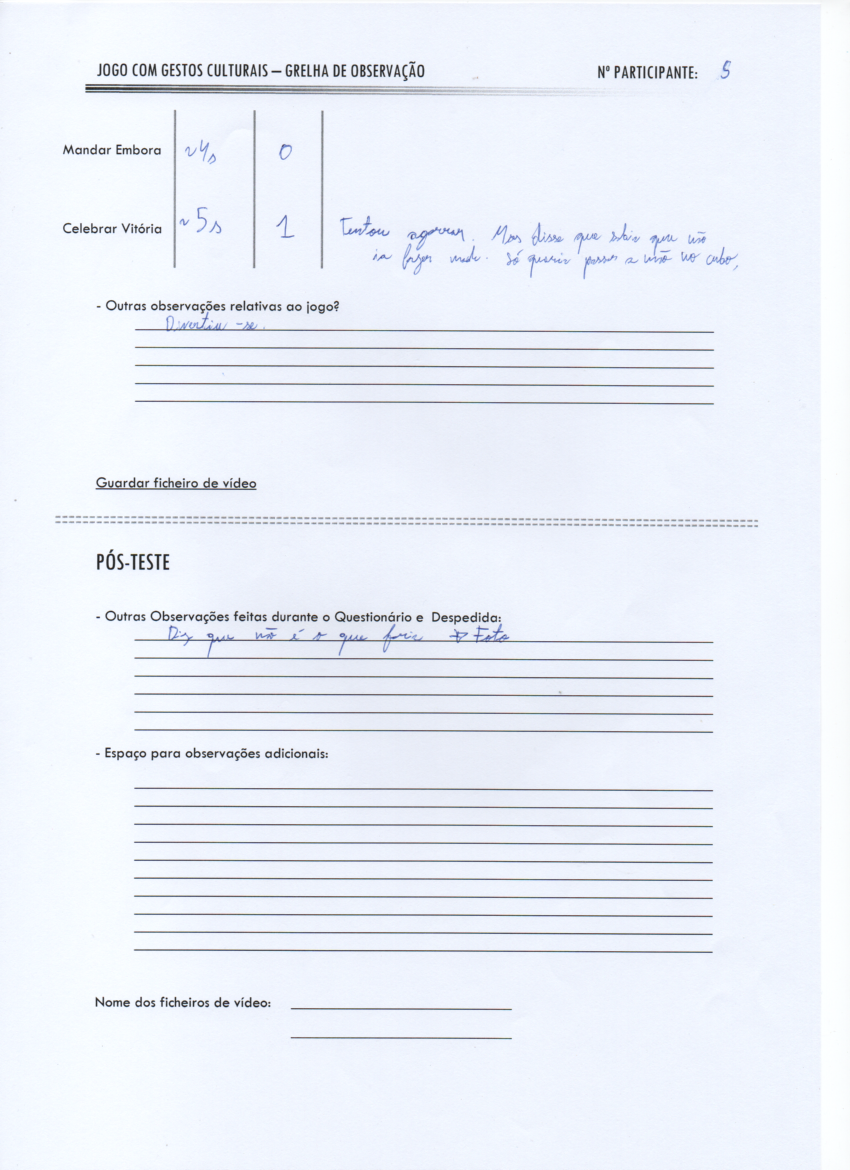 JOGO COM GESTOS CULTURAIS – GRELHA DE OBSERVAÇÃO Nº PARTICIPANTE: 5
Mandar Embora ~4s 0
Celebrar Vitória ~5s 1 Tentou agarrar. Mas disse que sabia que não
ia fazer nada. Só queria passar a mão no cubo,
- Outras observações relativas ao jogo?
Divertiu-se.
Guardar ficheiro de vídeo
PÓS-TESTE
- Outras Observações feitas durante o Questionário e Despedida:
Diz que não é o que faria → Foto
- Espaço para observações adicionais:
Nome dos ficheiros de vídeo: